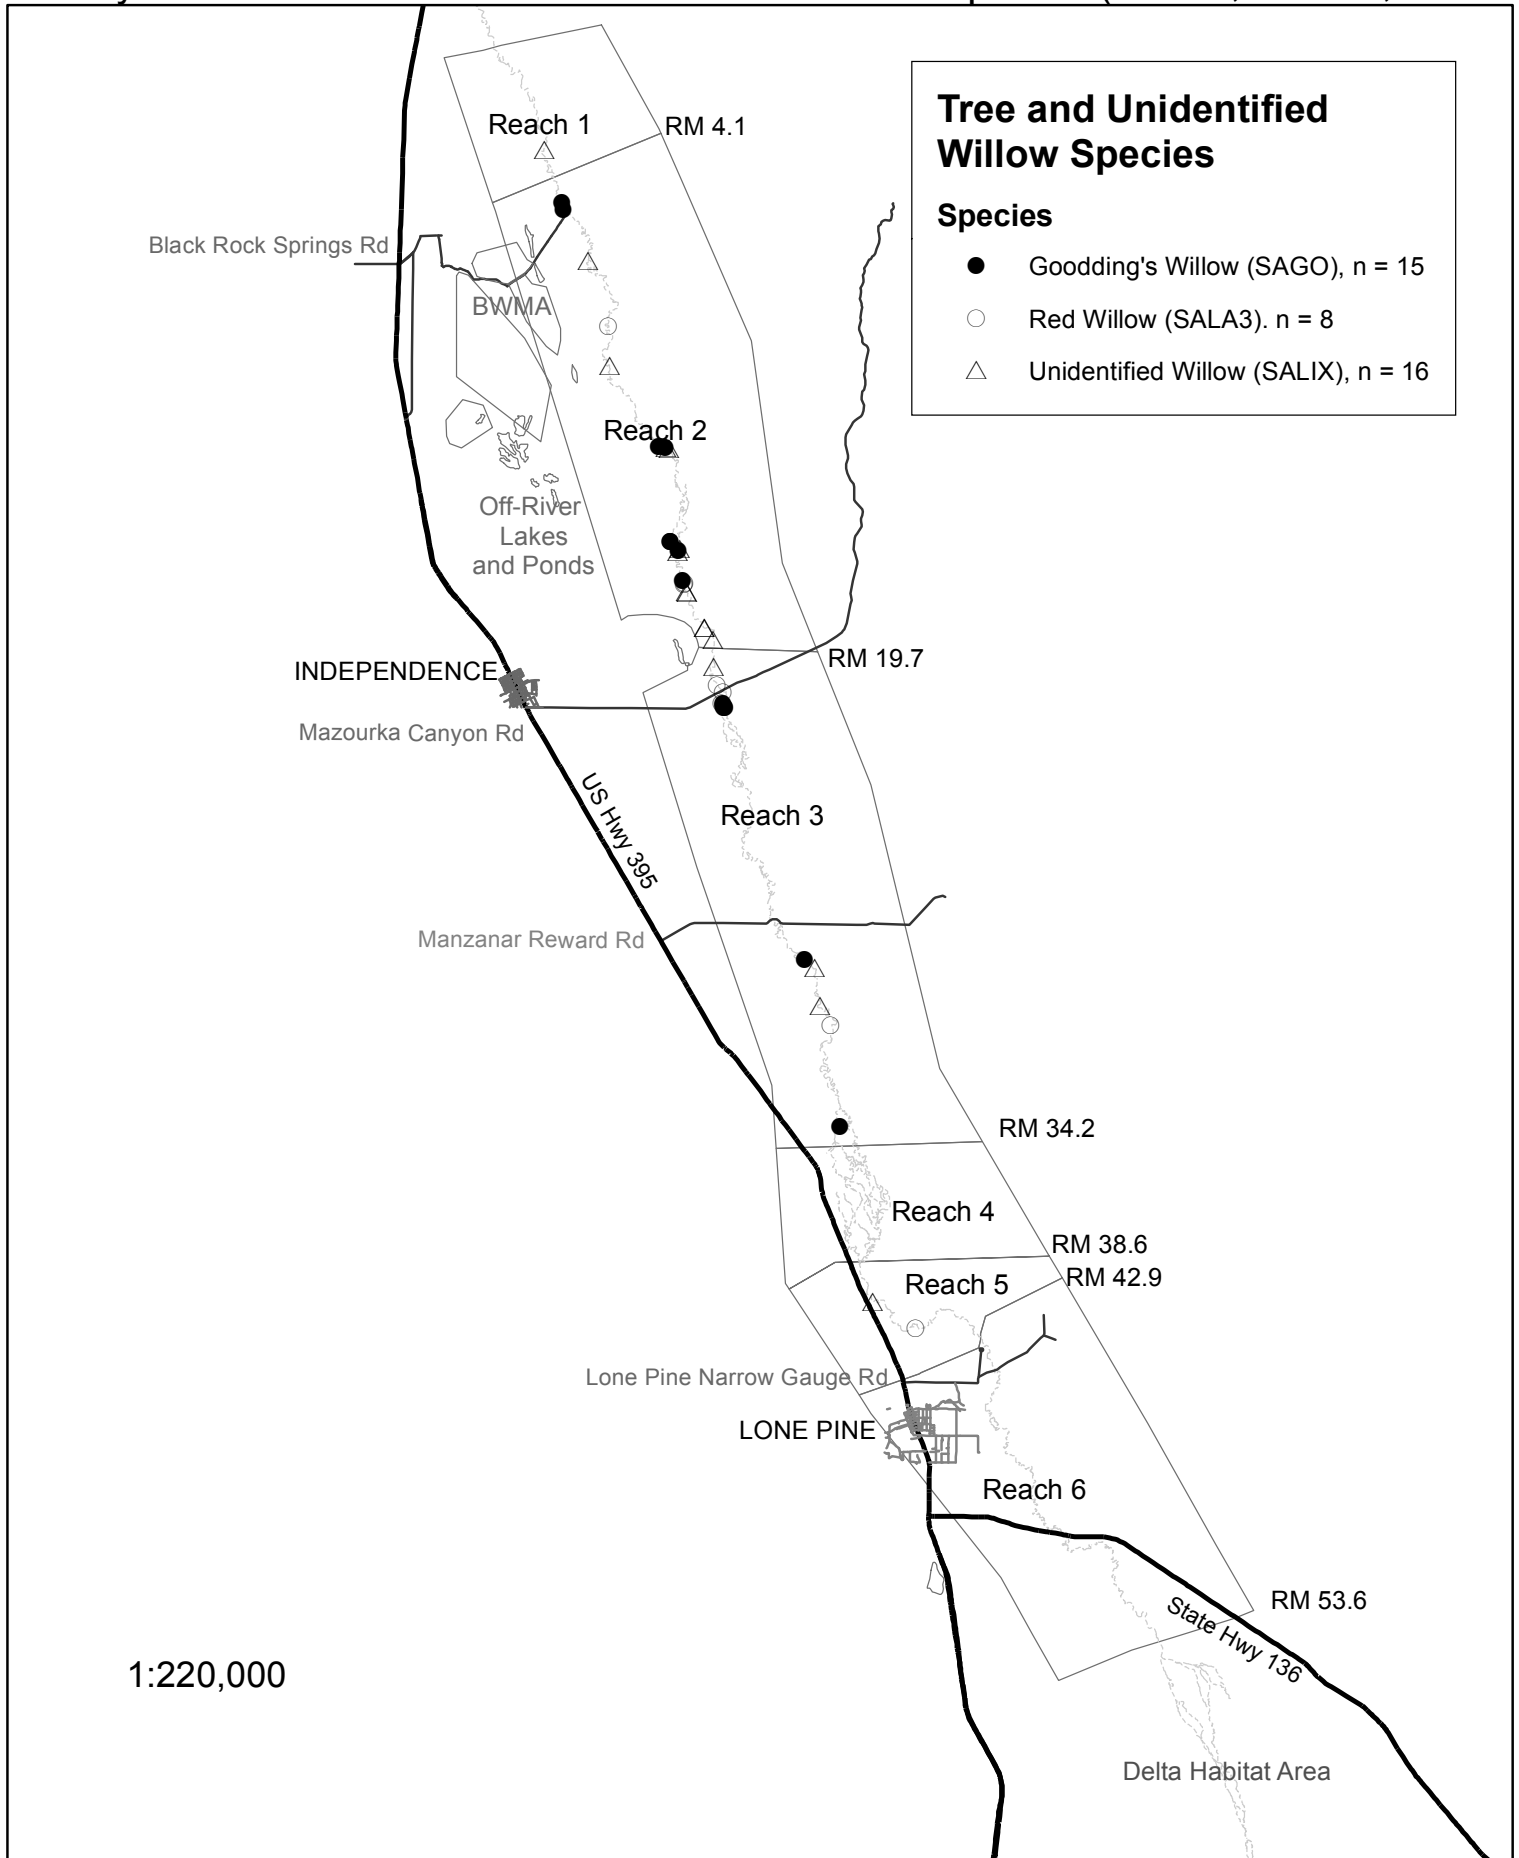 Reach 1
RM 4.1
Tree and Unidentified
Willow Species
Species
Goodding's Willow (SAGO), n = 15
Red Willow (SALA3). n = 8
Unidentified Willow (SALIX), n = 16
Black Rock Springs Rd
BWMA
Reach 2
Off-River
Lakes
and Ponds
INDEPENDENCE
RM 19.7
Mazourka Canyon Rd
US Hwy 395
Reach 3
Manzanar Reward Rd
RM 34.2
Reach 4
RM 38.6
RM 42.9
Reach 5
Lone Pine Narrow Gauge Rd
LONE PINE
Reach 6
RM 53.6
State Hwy 136
1:220,000
Delta Habitat Area